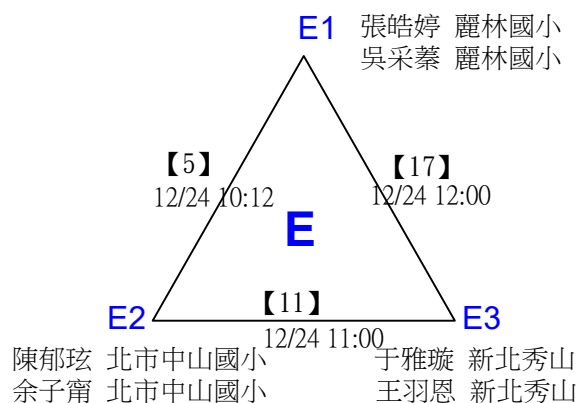 E1 張皓婷 麗林國小
吳采蓁 麗林國小
【5】
12/24 10:12
【17】
12/24 12:00
E
E2
【11】
12/24 11:00
E3
陳郁玹 北市中山國小
余子甯 北市中山國小
于雅璇 新北秀山
王羽恩 新北秀山